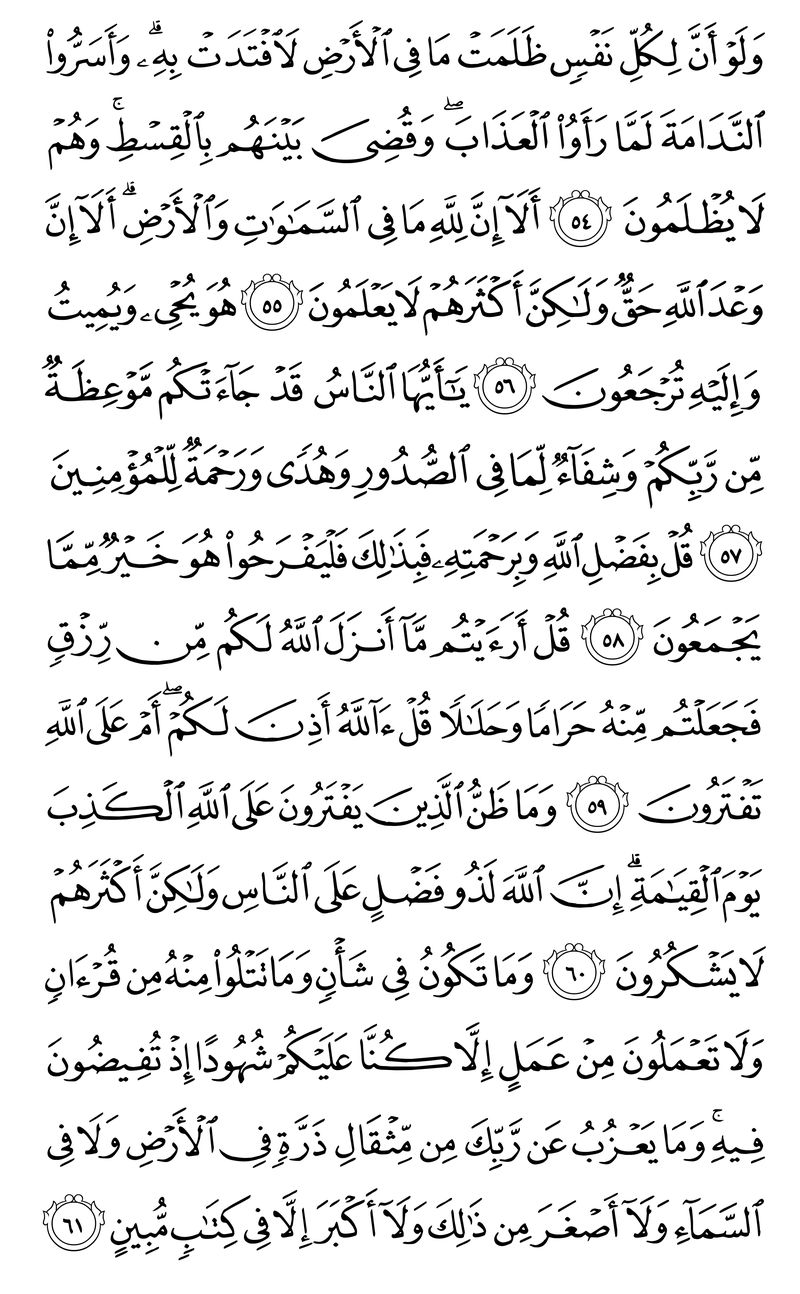 وَلَوْ أَنَّ لِكُلِّ نَفْسٍ ظَلَمَتْ مَا فِى ٱلْأَرْضِ لَٱفْتَدَتْ بِهِۦ ۗ وَأَسَرُّوا۟
ٱلنَّدَامَةَ لَمَّا رَأَوُا۟ ٱلْعَذَابَ ۖ وَقُضِىَ بَيْنَهُم بِٱلْقِسْطِ ۚ وَهُمْ
لَا يُظْلَمُونَ ٥٤ أَلَآ إِنَّ لِلَّهِ مَا فِى ٱلسَّمَـٰوَٰتِ وَٱلْأَرْضِ ۗ أَلَآ إِنَّ
وَعْدَ ٱللَّهِ حَقٌّ وَلَـٰكِنَّ أَكْثَرَهُمْ لَا يَعْلَمُونَ ٥٥ هُوَ يُحْىِۦ وَيُمِيتُ
وَإِلَيْهِ تُرْجَعُونَ ٥٦ يَـٰٓأَيُّهَا ٱلنَّاسُ قَدْ جَآءَتْكُم مَّوْعِظَةٌ
مِّن رَّبِّكُمْ وَشِفَآءٌ لِّمَا فِى ٱلصُّدُورِ وَهُدًى وَرَحْمَةٌ لِّلْمُؤْمِنِينَ
٥٧ قُلْ بِفَضْلِ ٱللَّهِ وَبِرَحْمَتِهِۦ فَبِذَٰلِكَ فَلْيَفْرَحُوا۟ هُوَ خَيْرٌ مِّمَّا
يَجْمَعُونَ ٥٨ قُلْ أَرَءَيْتُم مَّآ أَنزَلَ ٱللَّهُ لَكُم مِّن رِّزْقٍ
فَجَعَلْتُم مِّنْهُ حَرَامًا وَحَلَـٰلًا قُلْ ءَآللَّهُ أَذِنَ لَكُمْ ۖ أَمْ عَلَى ٱللَّهِ
تَفْتَرُونَ ٥٩ وَمَا ظَنُّ ٱلَّذِينَ يَفْتَرُونَ عَلَى ٱللَّهِ ٱلْكَذِبَ
يَوْمَ ٱلْقِيَـٰمَةِ ۗ إِنَّ ٱللَّهَ لَذُو فَضْلٍ عَلَى ٱلنَّاسِ وَلَـٰكِنَّ أَكْثَرَهُمْ
لَا يَشْكُرُونَ ٦٠ وَمَا تَكُونُ فِى شَأْنٍ وَمَا تَتْلُوا۟ مِنْهُ مِن قُرْءَانٍ
وَلَا تَعْمَلُونَ مِنْ عَمَلٍ إِلَّا كُنَّا عَلَيْكُمْ شُهُودًا إِذْ تُفِيضُونَ
فِيهِ ۚ وَمَا يَعْزُبُ عَن رَّبِّكَ مِن مِّثْقَالِ ذَرَّةٍ فِى ٱلْأَرْضِ وَلَا فِى
ٱلسَّمَآءِ وَلَآ أَصْغَرَ مِن ذَٰلِكَ وَلَآ أَكْبَرَ إِلَّا فِى كِتَـٰبٍ مُّبِينٍ ٦١